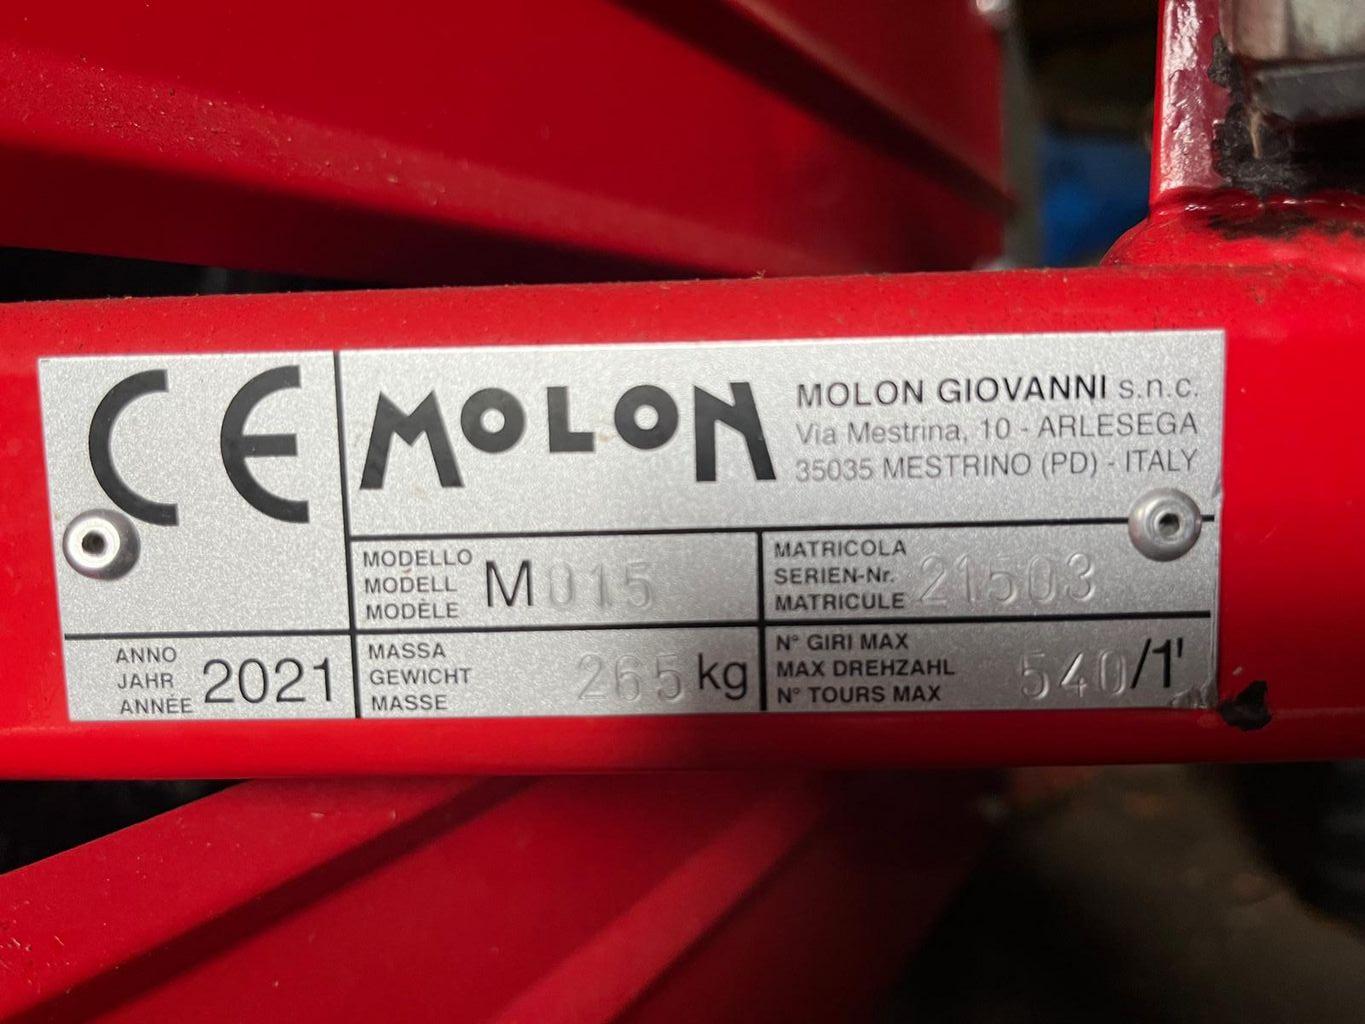 CE
MOLON
MOLON GIOVANNI s.n.c.
Via Mestrina, 10 - ARLESEGA
35035 MESTRINO (PD) - ITALY
MODELLO
MODELL
MODÈLE
M015
MATRICOLA
SERIEN-Nr.
MATRICULE
21503
ANNO
JAHR
ANNÉE
2021
MASSA
GEWICHT
MASSE
265 kg
N° GIRI MAX
MAX DREHZAHL
N° TOURS MAX
540/1'